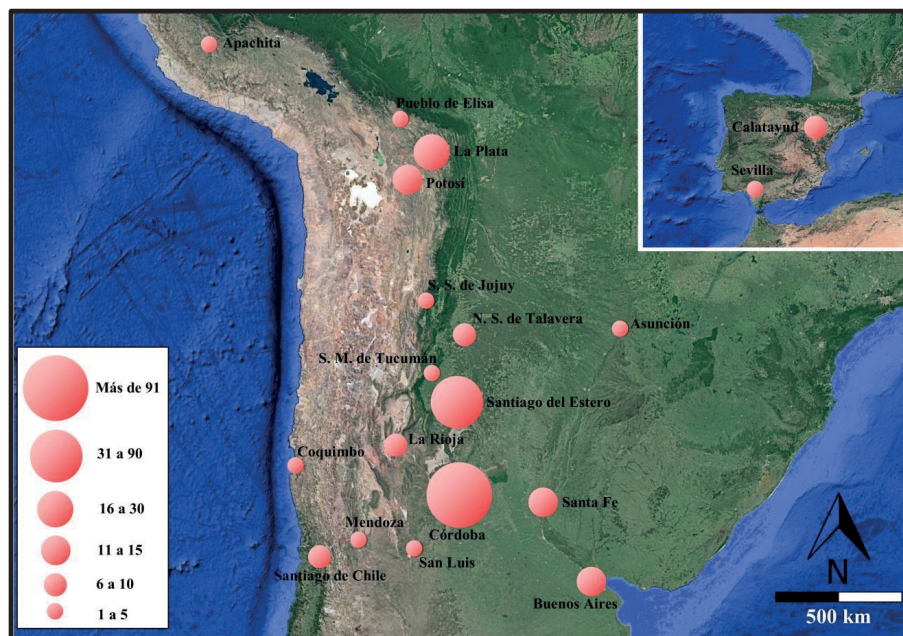 Apachita
Pueblo de Elisa
La Plata
Potosí
Calatayud
Sevilla
S. S. de Jujuy
N. S. de Talavera
Asunción
S. M. de Tucumán
Santiago del Estero
La Rioja
Coquimbo
Santa Fe
Córdoba
Mendoza
San Luis
Santiago de Chile
Buenos Aires
Más de 91
31 a 90
16 a 30
11 a 15
6 a 10
1 a 5
N
500 km